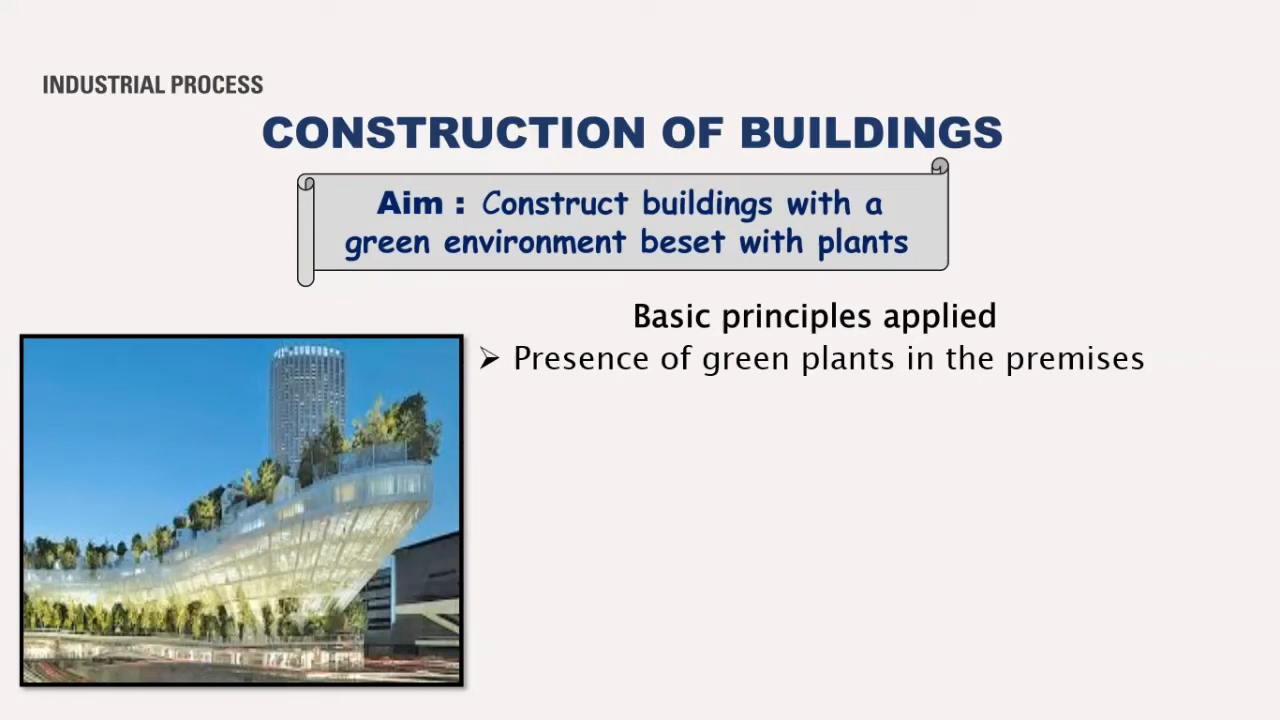 INDUSTRIAL PROCESS
CONSTRUCTION OF BUILDINGS
Aim : Construct buildings with a
green environment beset with plants
Basic principles applied
➢ Presence of green plants in the premises